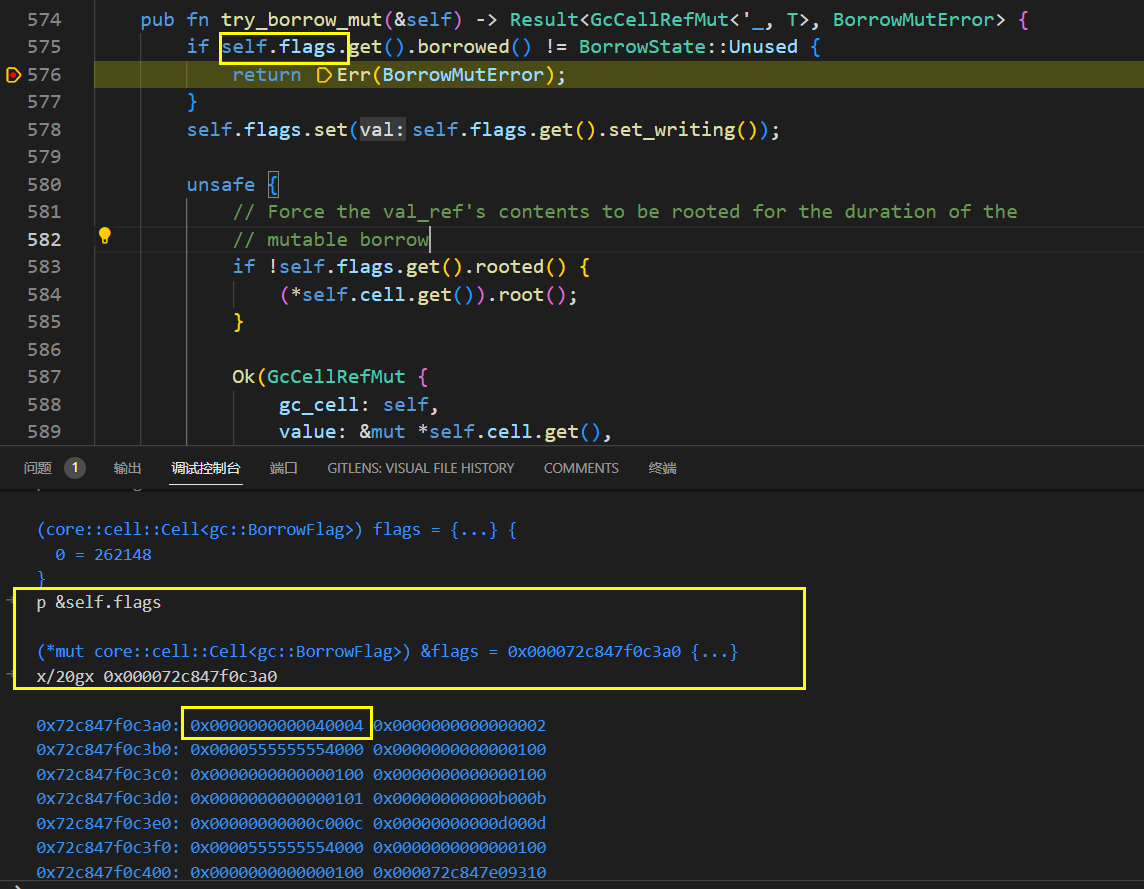 574 pub fn try_borrow_mut(&self) -> Result<GcCellRefMut<'_, T>, BorrowMutError> {
575 if self.flags.get().borrowed() != BorrowState::Unused {
576 return Err(BorrowMutError);
577 }
578 self.flags.set(val: self.flags.get().set_writing());
579
580 unsafe {
581 // Force the val_ref's contents to be rooted for the duration of the
582 // mutable borrow
583 if !self.flags.get().rooted() {
584 (*self.cell.get()).root();
585 }
586
587 Ok(GcCellRefMut {
588 gc_cell: self,
589 value: &mut *self.cell.get(),
问题 1 输出 调试控制台 端口 GITLENS: VISUAL FILE HISTORY COMMENTS 终端
(core::cell::Cell<gc::BorrowFlag>) flags = {...} {
0 = 262148
}
p &self.flags
(*mut core::cell::Cell<gc::BorrowFlag>) &flags = 0x000072c847f0c3a0 {...}
x/20gx 0x000072c847f0c3a0
0x72c847f0c3a0: 0x0000000000040004 0x0000000000000002
0x72c847f0c3b0: 0x0000555555554000 0x0000000000000100
0x72c847f0c3c0: 0x0000000000000100 0x0000000000000100
0x72c847f0c3d0: 0x0000000000000101 0x00000000000b000b
0x72c847f0c3e0: 0x00000000000c000c 0x00000000000d000d
0x72c847f0c3f0: 0x0000555555554000 0x0000000000000100
0x72c847f0c400: 0x0000000000000100 0x000072c847e09310